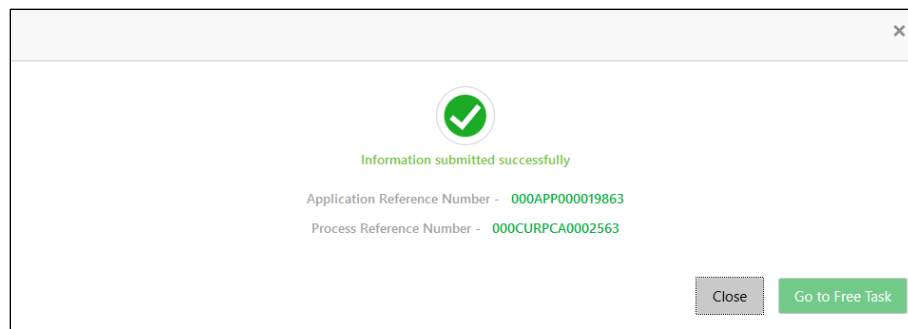 ×
Information submitted successfully
Application Reference Number - 000APP000019863
Process Reference Number - 000CURPCA0002563
Close Go to Free Task